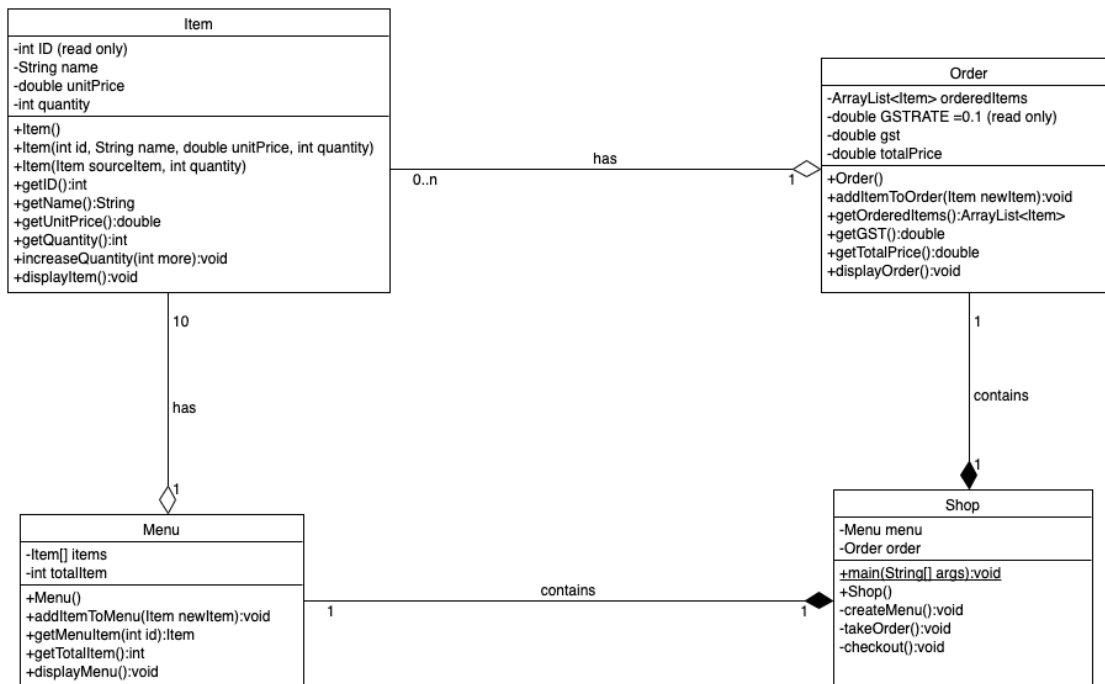 Item
-int ID (read only)
-String name
-double unitPrice
-int quantity
+Item()
+Item(int id, String name, double unitPrice, int quantity)
+Item(Item sourceItem, int quantity)
+getID():int
+getName():String
+getUnitPrice():double
+getQuantity():int
+increaseQuantity(int more):void
+displayItem():void
has
0..n
1
Order
-ArrayList<Item> orderedItems
-double GSTRATE =0.1 (read only)
-double gst
-double totalPrice
+Order()
+addItemToOrder(Item newItem):void
+getOrderedItems():ArrayList<Item>
+getGST():double
+getTotalPrice():double
+displayOrder():void
10
has
1
1
contains
1
Menu
-Item[] items
-int totalItem
+Menu()
+addItemToMenu(Item newItem):void
+getMenuItem(int id):Item
+getTotalItem():int
+displayMenu():void
contains
1
1
Shop
-Menu menu
-Order order
+main(String[] args):void
+Shop()
-createMenu():void
-takeOrder():void
-checkout():void